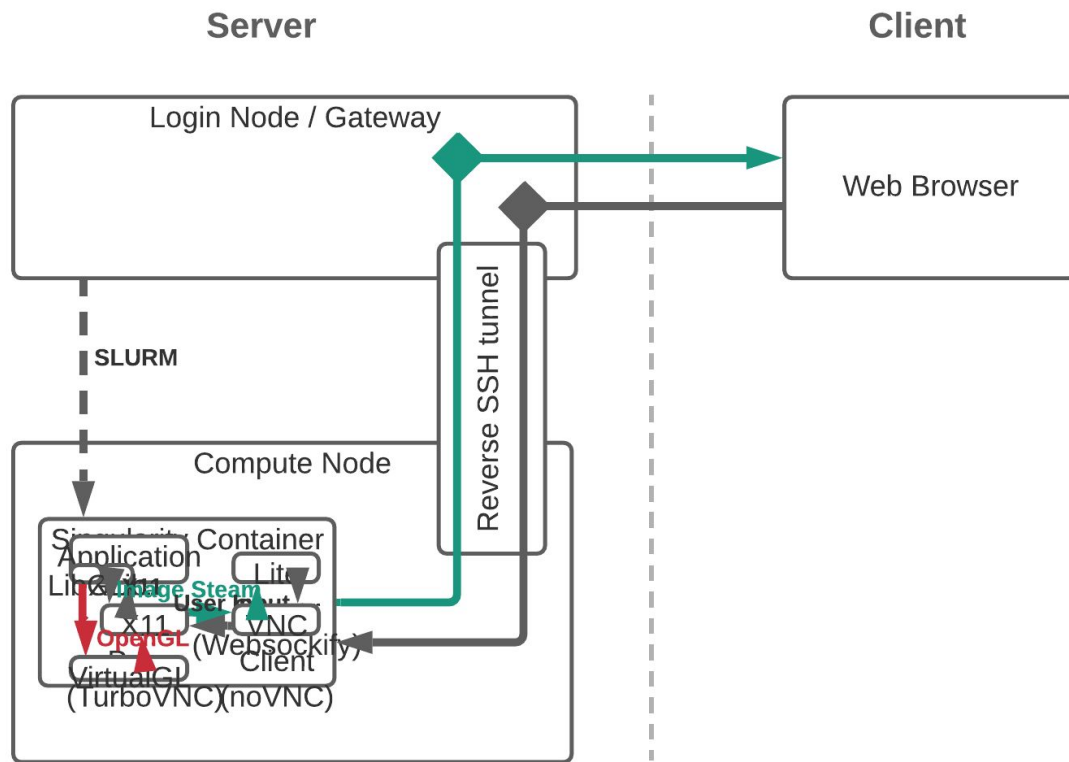 Server
Client
Login Node / Gateway
Web Browser
Reverse SSH tunnel
SLURM
Compute Node
Singularity Container
Application
Image Steam
User Input
X11
VNC
OpenGL
(Websockify)
Client
VirtualGL
(TurboVNC)
(noVNC)